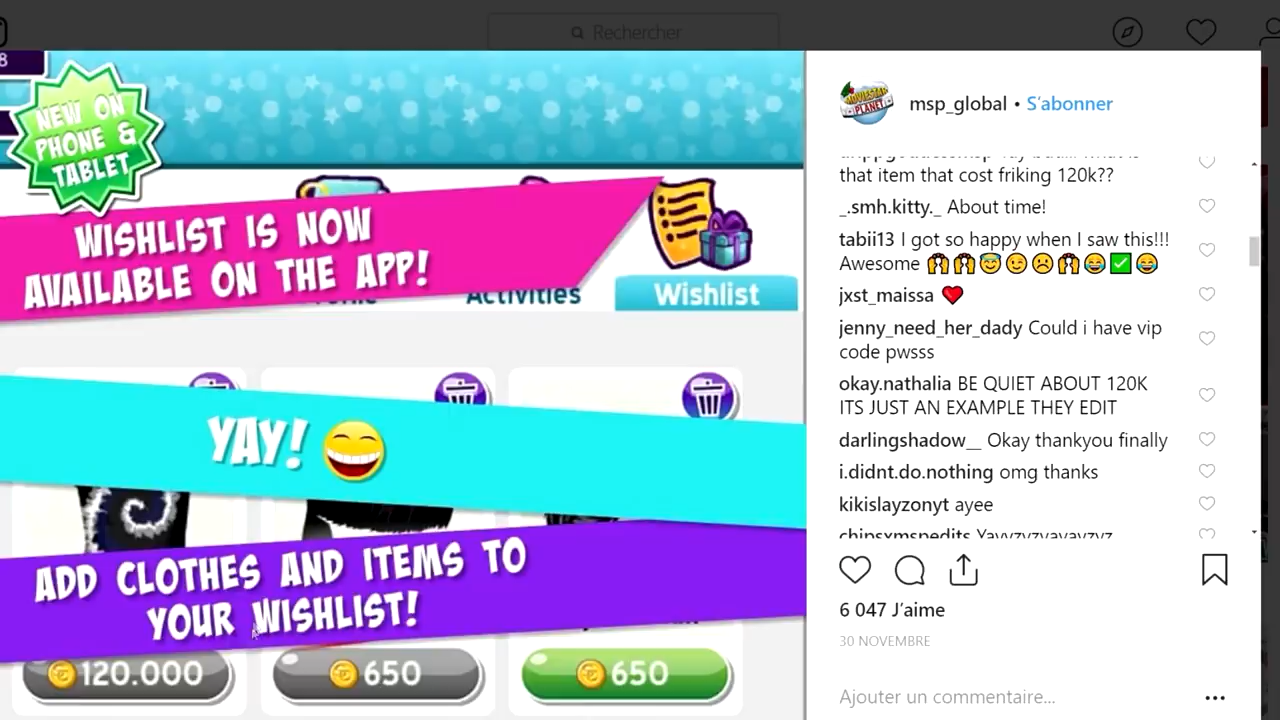 8
Rechercher
NEW ON
PHONE &
TABLET
WISHLIST IS NOW
AVAILABLE ON THE APP!
Activities
Wishlist
YAY!
ADD CLOTHES AND ITEMS TO
YOUR WISHLIST!
120.000
650
650
MOVIESTAR
PLANET
msp_global • S'abonner
that item that cost friking 120k??
_.smh.kitty._ About time!
tabii13 I got so happy when I saw this!!!
Awesome 🙌🙌😇😉☹️🙌😂✅😂
jxst_maissa ❤️
jenny_need_her_dady Could i have vip
code pwsss
okay.nathalia BE QUIET ABOUT 120K
ITS JUST AN EXAMPLE THEY EDIT
darlingshadow__ Okay thankyou finally
i.didnt.do.nothing omg thanks
kikislayzonyt ayee
6 047 J'aime
30 NOVEMBRE
Ajouter un commentaire...